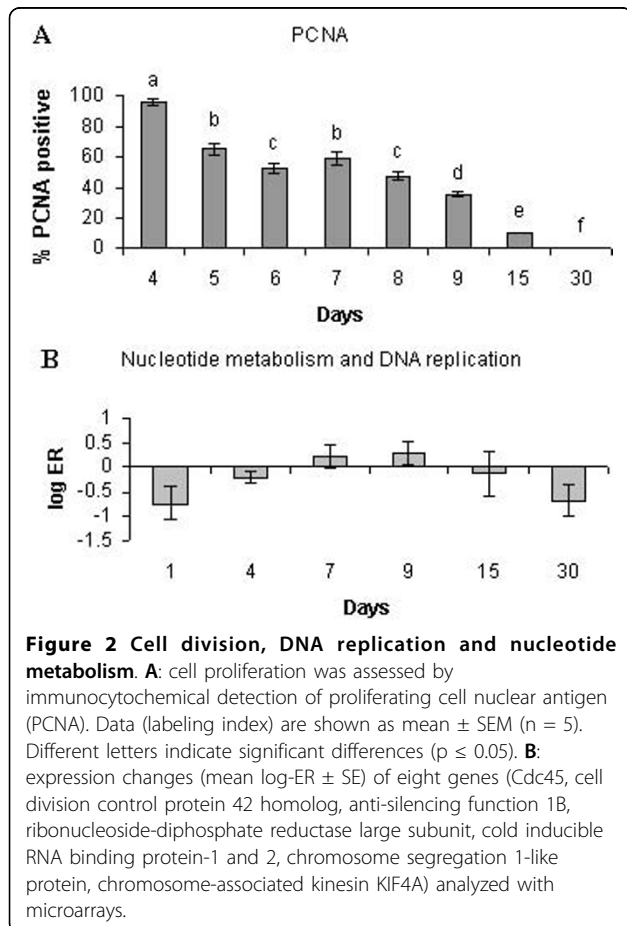 A
PCNA
% PCNA positive
100
80
60
40
20
0
a
b
c
b
c
d
e
f
4 5 6 7 8 9 15 30
Days
B Nucleotide metabolism and DNA replication
log ER
1
0.5
0
-0.5
-1
-1.5
1 4 7 9 15 30
Days
Figure 2 Cell division, DNA replication and nucleotide
metabolism. A: cell proliferation was assessed by
immunocytochemical detection of proliferating cell nuclear antigen
(PCNA). Data (labeling index) are shown as mean ± SEM (n = 5).
Different letters indicate significant differences (p ≤ 0.05). B:
expression changes (mean log-ER ± SE) of eight genes (Cdc45, cell
division control protein 42 homolog, anti-silencing function 1B,
ribonucleoside-diphosphate reductase large subunit, cold inducible
RNA binding protein-1 and 2, chromosome segregation 1-like
protein, chromosome-associated kinesin KIF4A) analyzed with
microarrays.